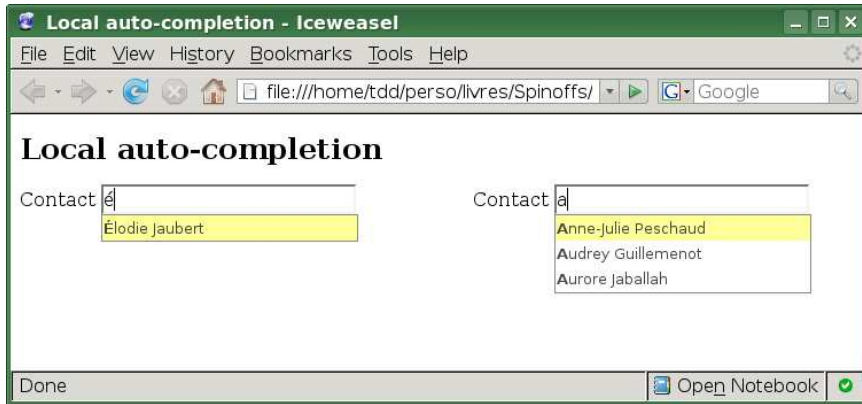 Local auto-completion - Iceweasel
File Edit View History Bookmarks Tools Help
file:///home/tdd/perso/livres/Spinoffs/ G Google
Local auto-completion
Contact é Contact a
Élodie Jaubert Anne-Julie Peschaud
Audrey Guillemenot
Aurore Jaballah
Done Open Notebook